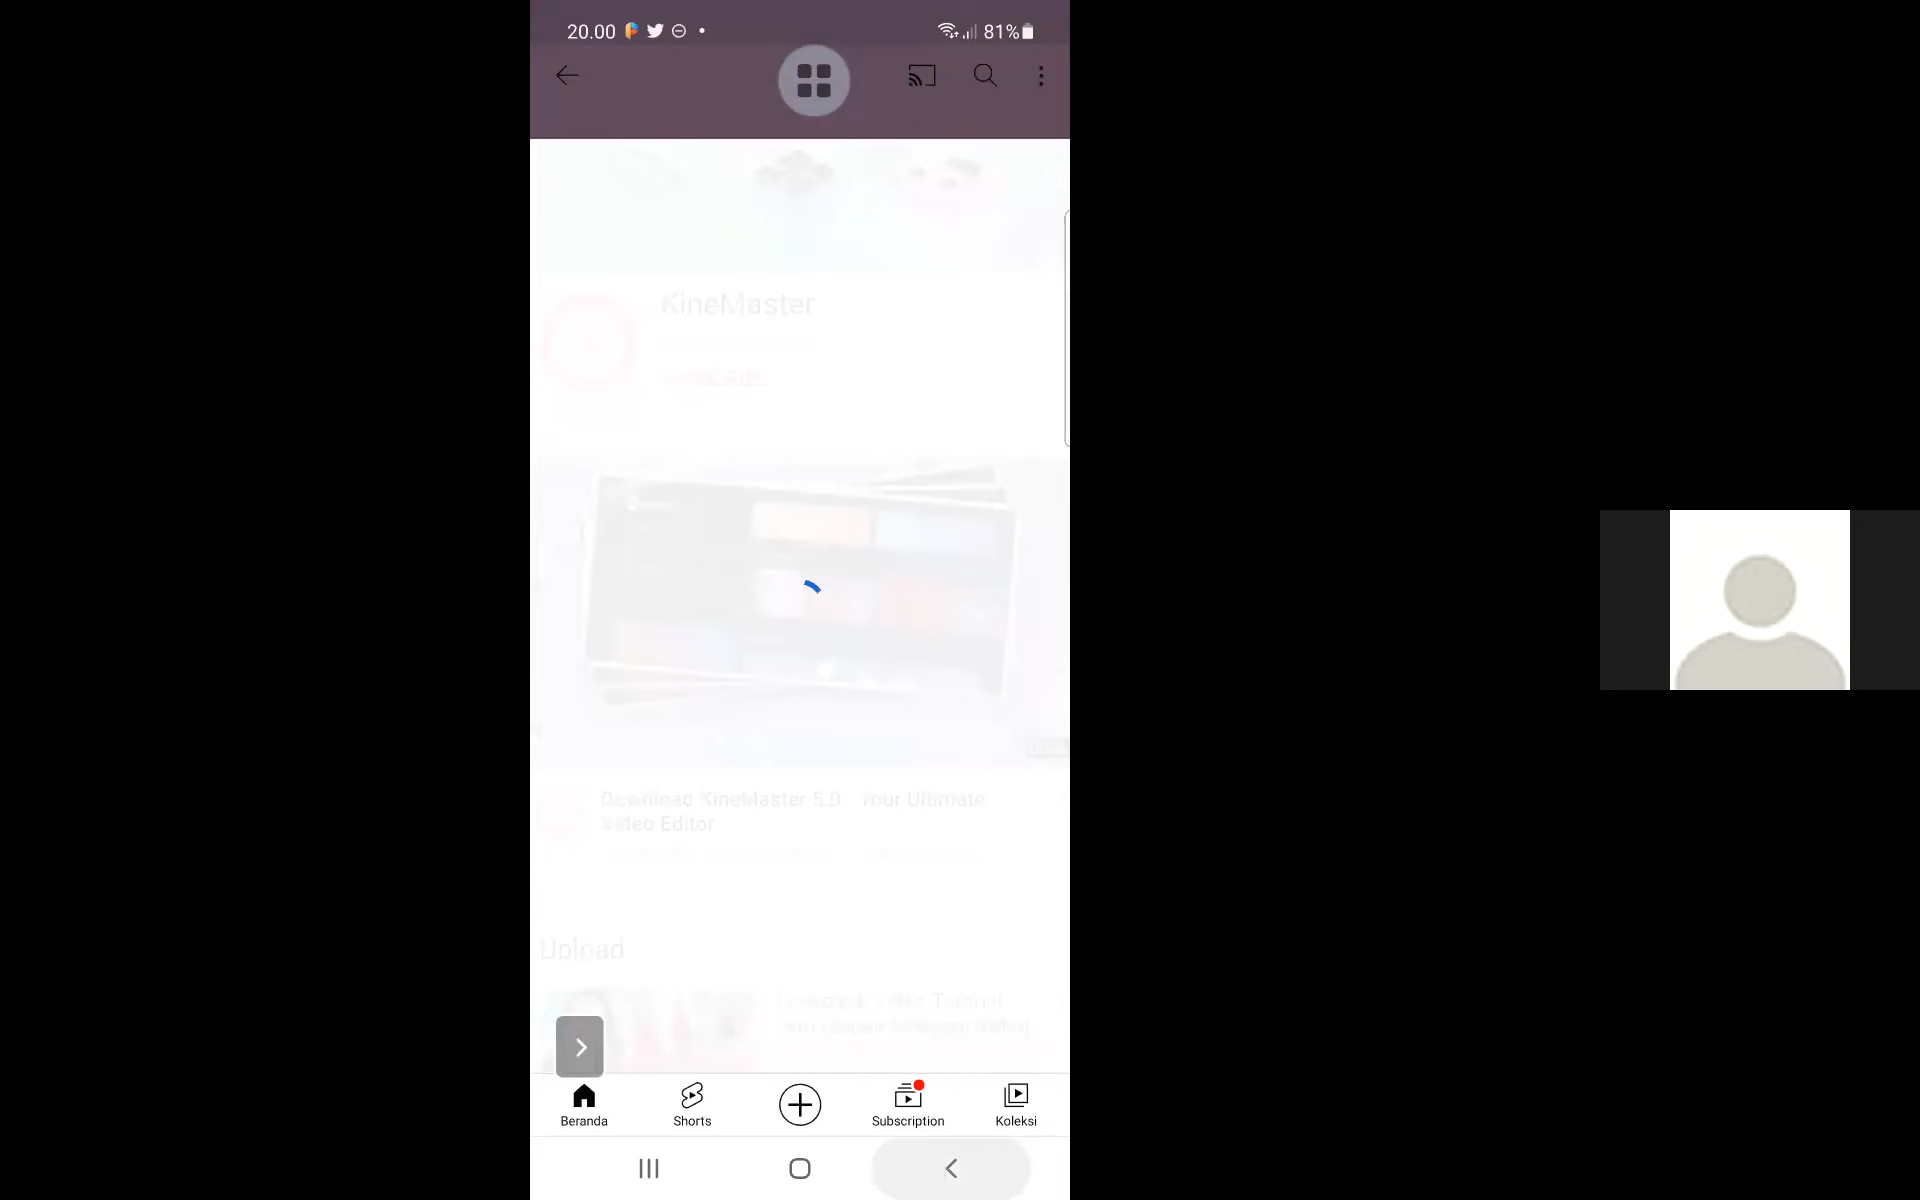 20.00
81%
KineMaster
Download KineMaster 5.0 Your Ultimate
Video Editor
Upload
Beranda
Shorts
Subscription
Koleksi